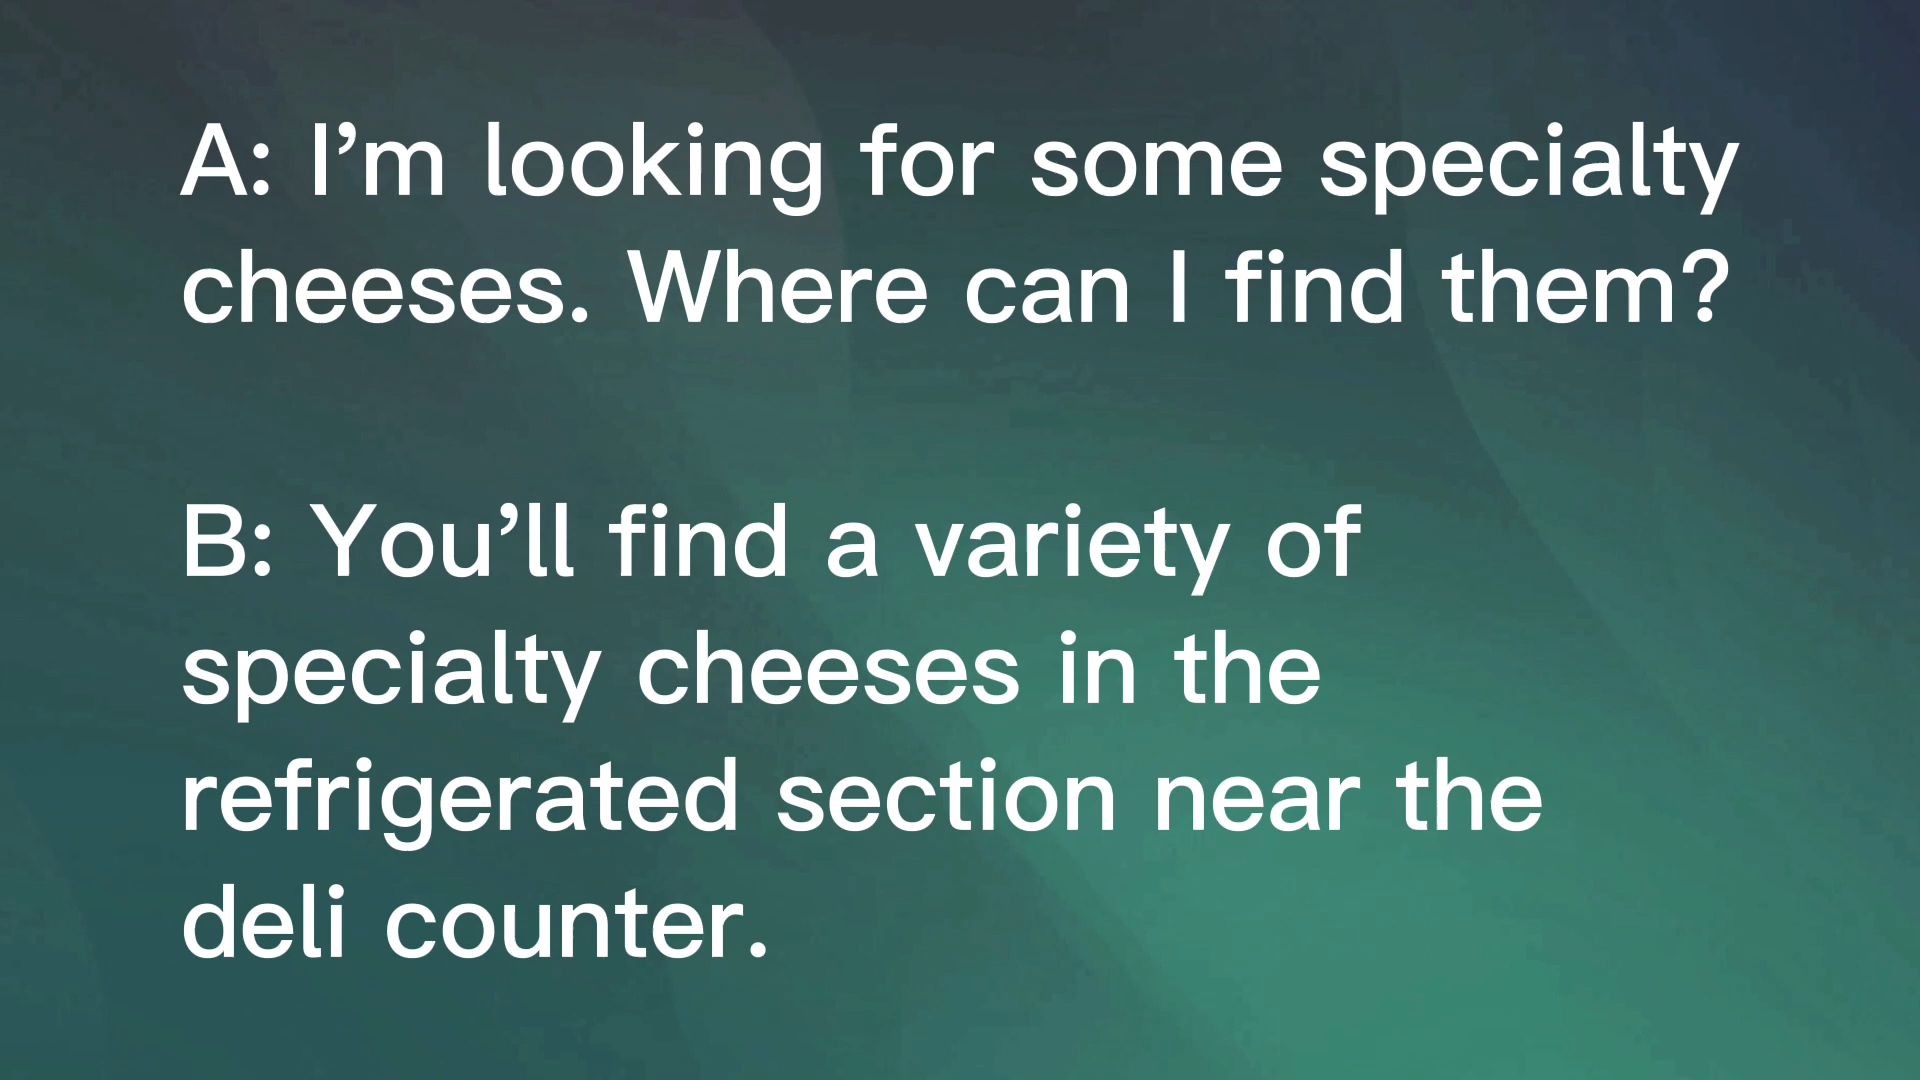 A: I’m looking for some specialty
cheeses. Where can I find them?
B: You’ll find a variety of
specialty cheeses in the
refrigerated section near the
deli counter.